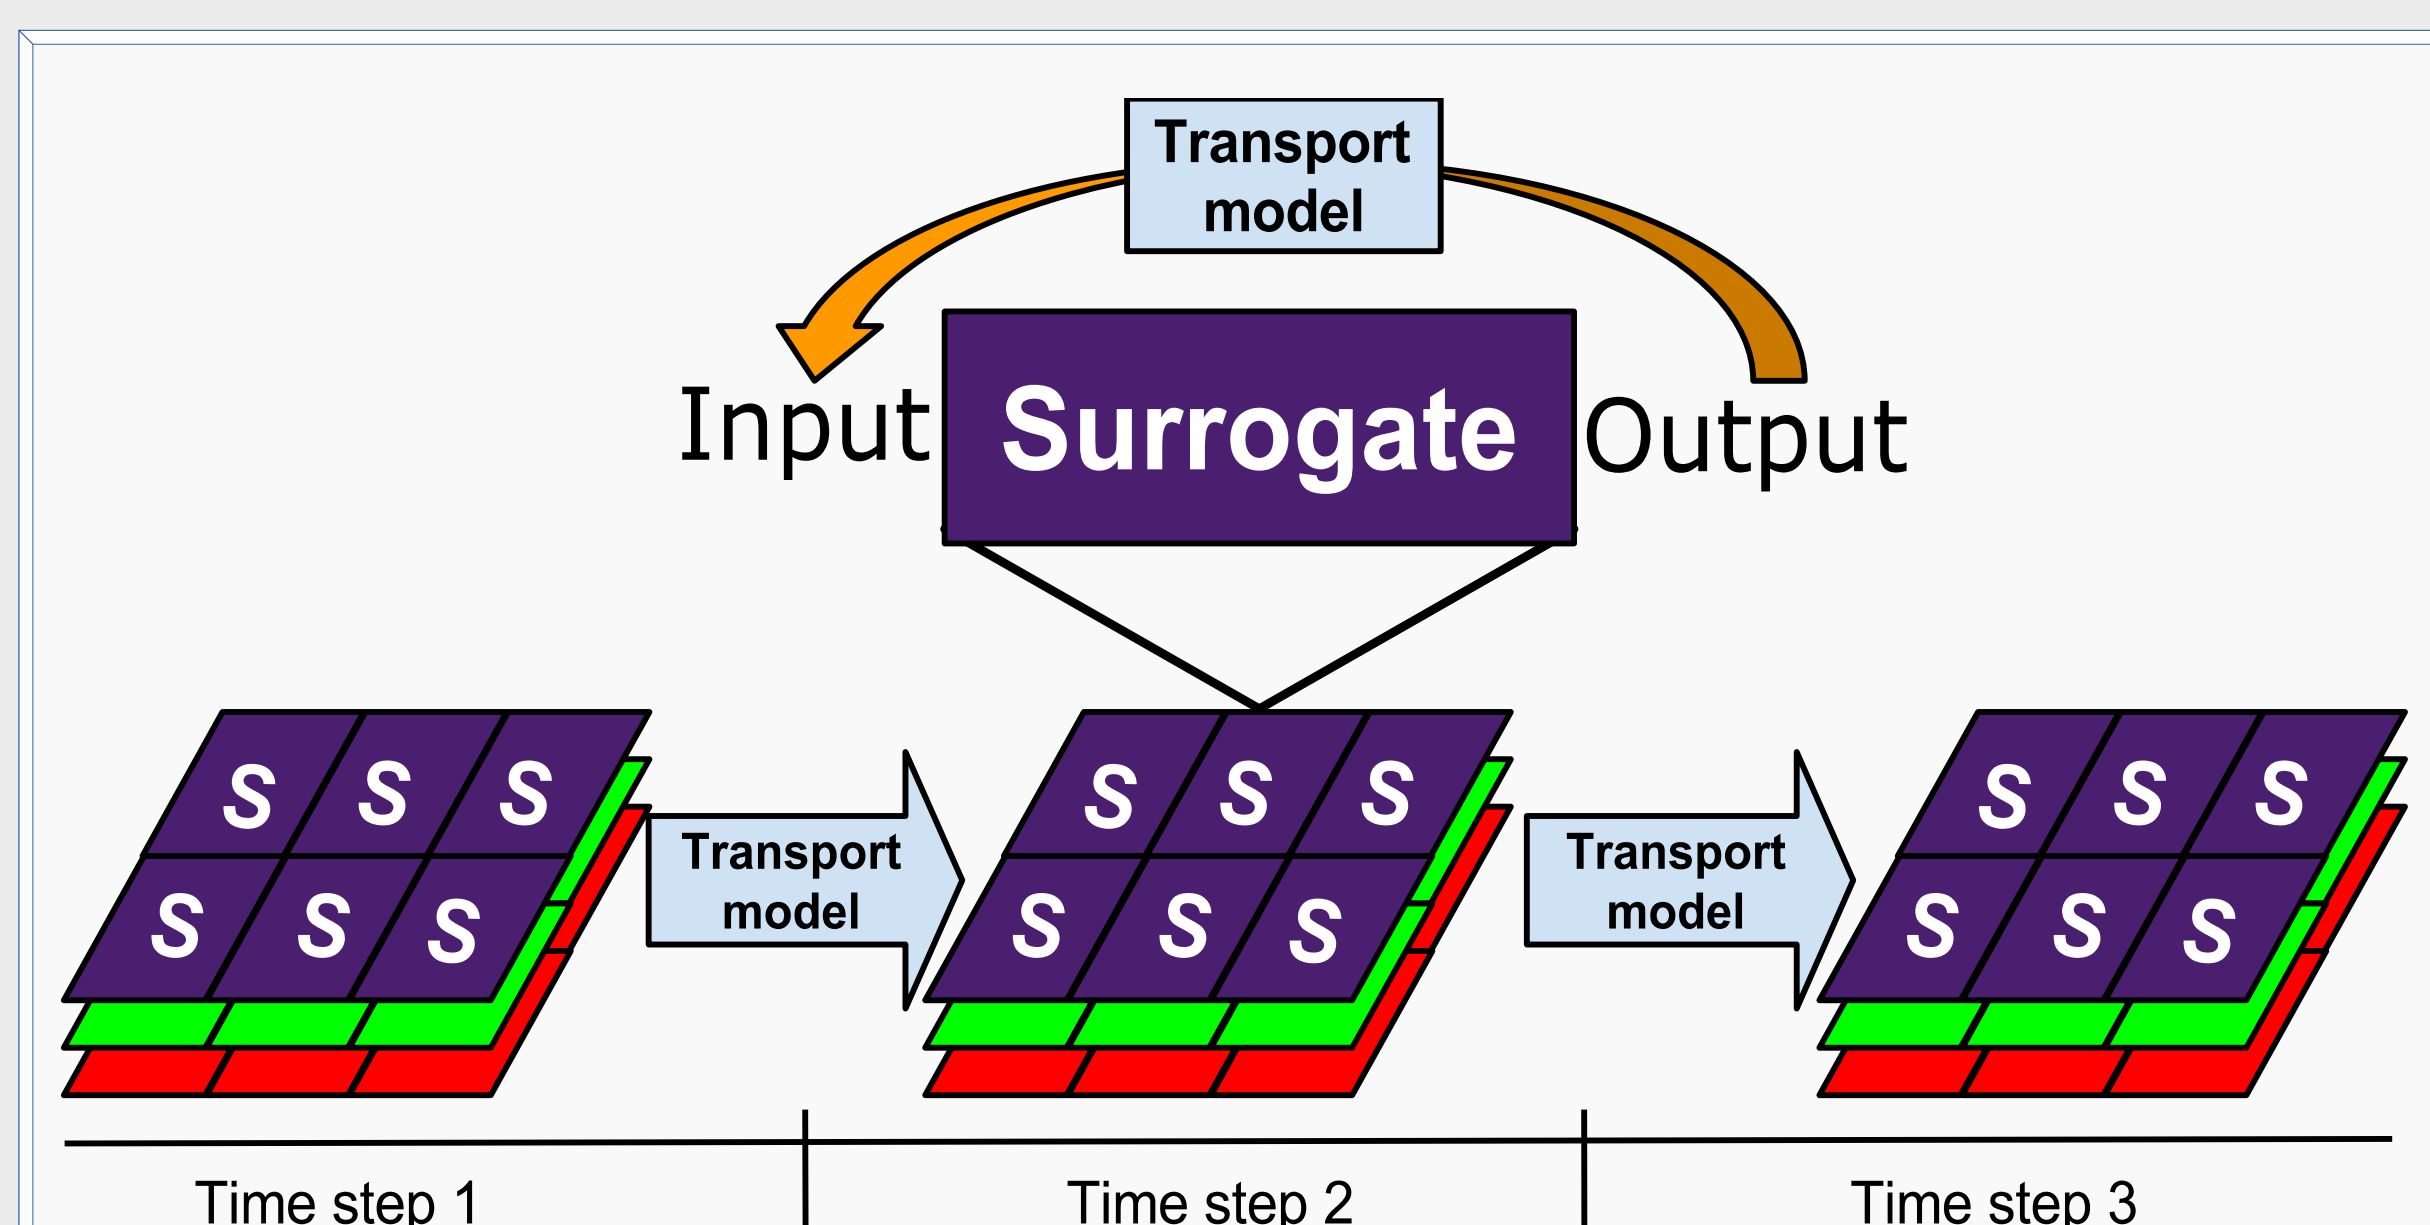 Transport
model
Input
Surrogate
Output
S S S
S S S
Transport
model
S S S
S S S
Transport
model
S S S
S S S
Time step 1
Time step 2
Time step 3